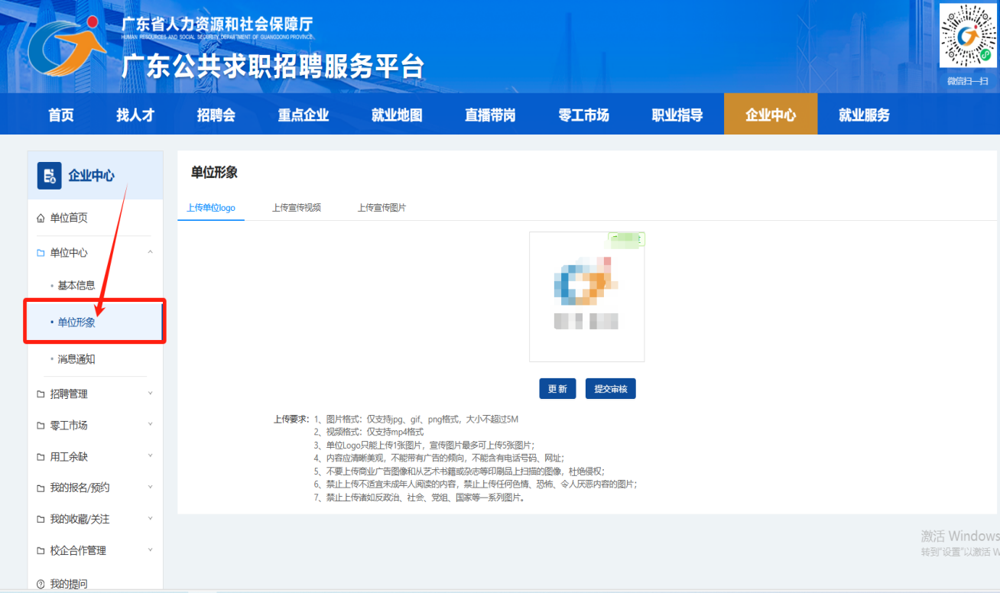 广东省人力资源和社会保障厅
HUMAN RESOURCES AND SOCIAL SECURITY DEPARTMENT OF GUANGDONG PROVINCE
广东公共求职招聘服务平台
微信扫一扫
首页 找人才 招聘会 重点企业 就业地图 直播带岗 零工市场 职业指导 企业中心 就业服务
企业中心
单位首页
单位中心
基本信息
单位形象
消息通知
招聘管理
零工市场
用工余缺
我的报名/预约
我的收藏/关注
校企合作管理
我的提问
单位形象
上传单位logo 上传宣传视频 上传宣传图片
更新 提交审核
上传要求：1、图片格式：仅支持jpg、gif、png格式，大小不超过5M
2、视频格式：仅支持mp4格式
3、单位Logo只能上传1张图片，宣传图片最多可上传5张图片；
4、内容应清晰美观，不能带有广告的倾向，不能含有电话号码、网址；
5、不要上传商业广告图像和从艺术书籍或杂志等印刷品上扫描的图像，杜绝侵权；
6、禁止上传不适宜未成年人阅读的内容，禁止上传任何色情、恐怖、令人厌恶内容的图片；
7、禁止上传诸如反政治、社会、党组、国家等一系列图片。
激活 Windows
转到"设置"以激活 W